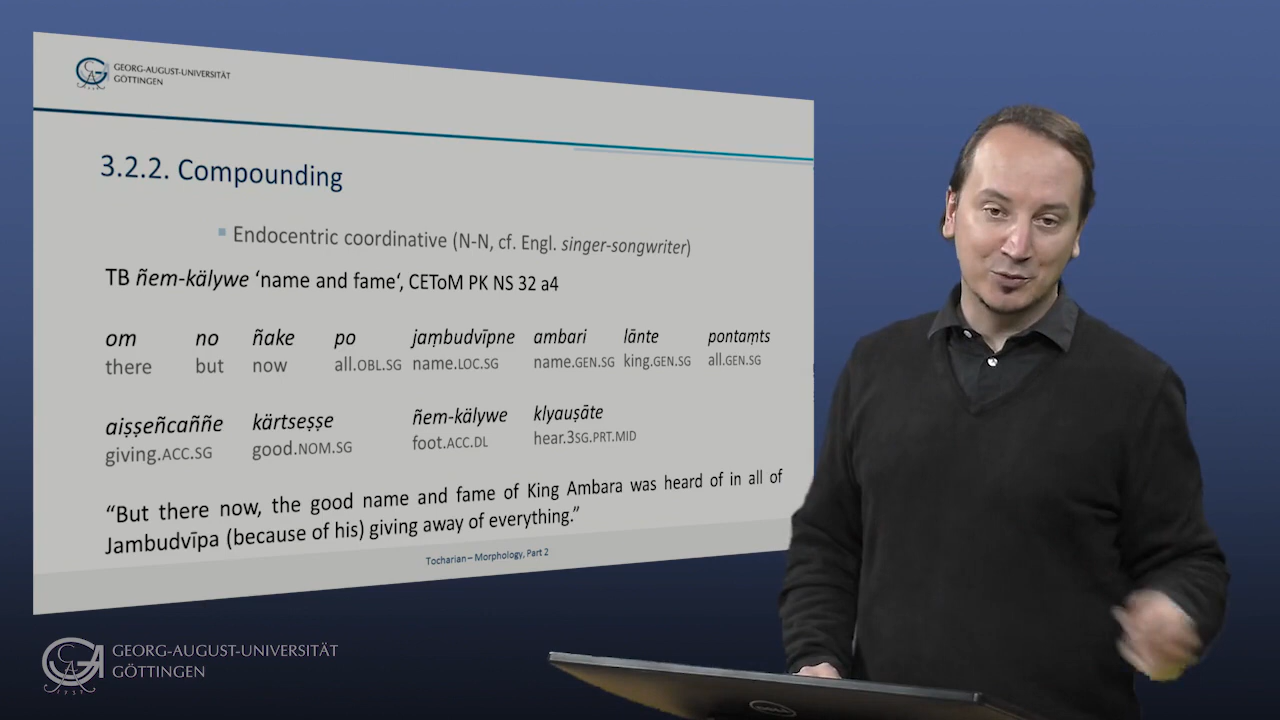 GEORG-AUGUST-UNIVERSITÄT
GÖTTINGEN
3.2.2. Compounding
Endocentric coordinative (N-N, cf. Engl. singer-songwriter)
TB ñem-kälywe ‘name and fame‘, CEToM PK NS 32 a4
om no ñake po jaṃbudvīpne ambari lānte pontaṃts
there but now all.OBL.SG name.LOC.SG name.GEN.SG king.GEN.SG all.GEN.SG
aiṣṣeñcaññe kärtseṣṣe ñem-kälywe klyauṣāte
giving.ACC.SG good.NOM.SG foot.ACC.DL hear.3SG.PRT.MID
“But there now, the good name and fame of King Ambara was heard of in all of
Jambudvīpa (because of his) giving away of everything.”
Tocharian – Morphology, Part 2
GEORG-AUGUST-UNIVERSITÄT
GÖTTINGEN